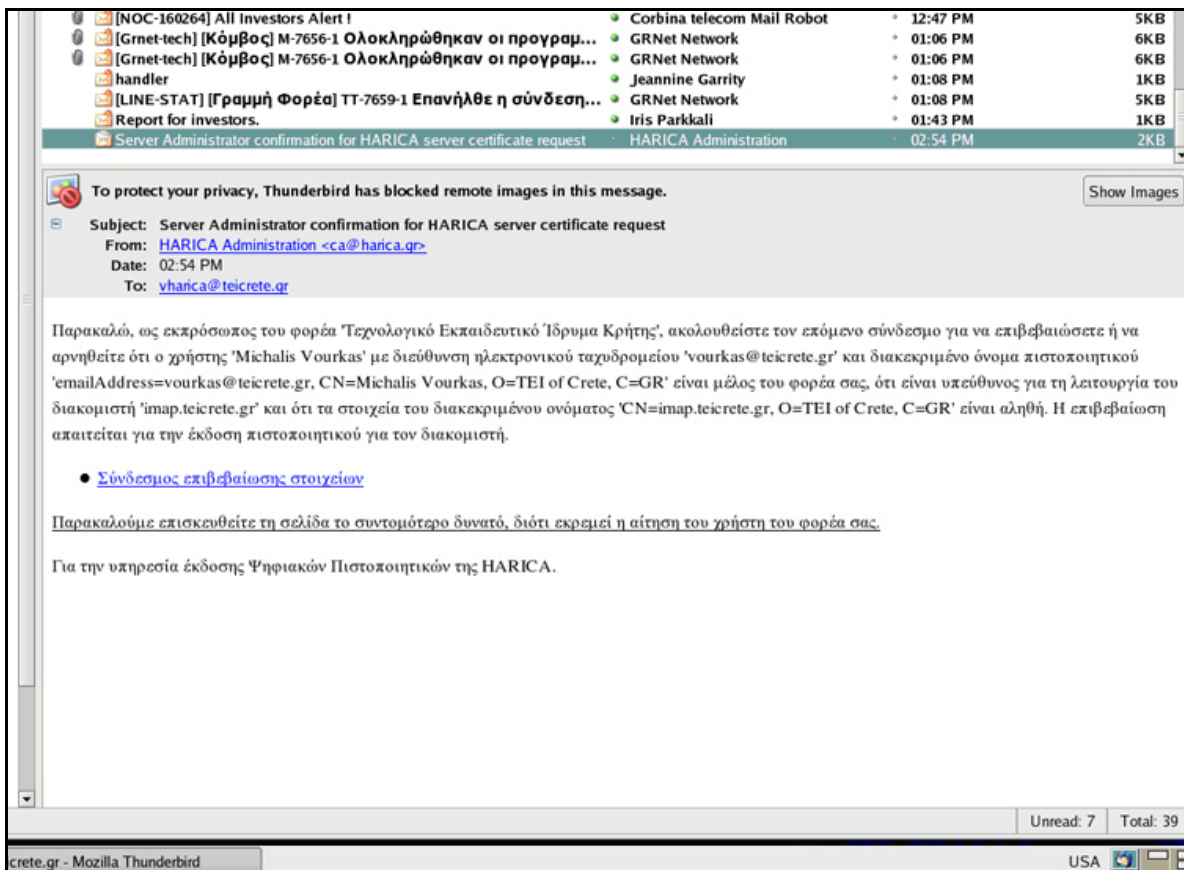 [NOC-160264] All Investors Alert ! Corbina telecom Mail Robot 12:47 PM 5KB
[Grnet-tech] [Κόμβος] M-7656-1 Ολοκληρώθηκαν οι προγραμ... GRNet Network 01:06 PM 6KB
[Grnet-tech] [Κόμβος] M-7656-1 Ολοκληρώθηκαν οι προγραμ... GRNet Network 01:06 PM 6KB
handler Jeannine Garrity 01:08 PM 1KB
[LINE-STAT] [Γραμμή Φορέα] TT-7659-1 Επανήλθε η σύνδεση... GRNet Network 01:08 PM 5KB
Report for investors. Iris Parkkali 01:43 PM 1KB
Server Administrator confirmation for HARICA server certificate request HARICA Administration 02:54 PM 2KB
To protect your privacy, Thunderbird has blocked remote images in this message. Show Images
Subject: Server Administrator confirmation for HARICA server certificate request
From: HARICA Administration <ca@harica.gr>
Date: 02:54 PM
To: vharica@teicrete.gr
Παρακαλώ, ως εκπρόσωπος του φορέα 'Τεχνολογικό Εκπαιδευτικό Ίδρυμα Κρήτης', ακολουθείστε τον επόμενο σύνδεσμο για να επιβεβαιώσετε ή να
αρνηθείτε ότι ο χρήστης 'Michalis Vourkas' με διεύθυνση ηλεκτρονικού ταχυδρομείου 'vourkas@teicrete.gr' και διακεκριμένο όνομα πιστοποιητικού
'emailAddress=vourkas@teicrete.gr, CN=Michalis Vourkas, O=TEI of Crete, C=GR' είναι μέλος του φορέα σας, ότι είναι υπεύθυνος για τη λειτουργία του
διακομιστή 'imap.teicrete.gr' και ότι τα στοιχεία του διακεκριμένου ονόματος 'CN=imap.teicrete.gr, O=TEI of Crete, C=GR' είναι αληθή. Η επιβεβαίωση
απαιτείται για την έκδοση πιστοποιητικού για τον διακομιστή.
Σύνδεσμος επιβεβαίωσης στοιχείων
Παρακαλούμε επισκευθείτε τη σελίδα το συντομότερο δυνατό, διότι εκρεμεί η αίτηση του χρήστη του φορέα σας.
Για την υπηρεσία έκδοσης Ψηφιακών Πιστοποιητικών της HARICA.
Unread: 7 Total: 39
crete.gr - Mozilla Thunderbird USA